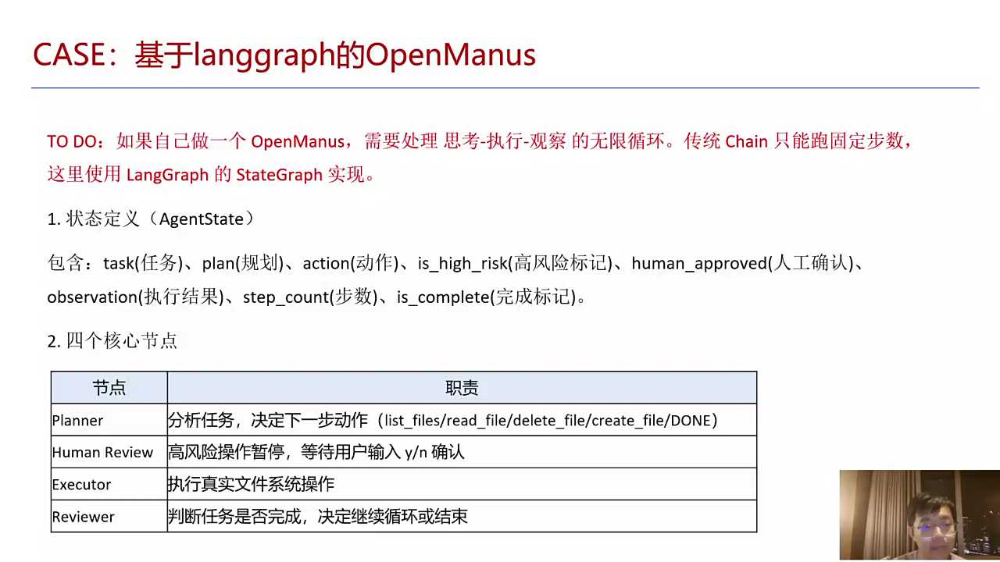 CASE：基于langgraph的OpenManus
TO DO：如果自己做一个 OpenManus，需要处理 思考-执行-观察 的无限循环。传统 Chain 只能跑固定步数，
这里使用 LangGraph 的 StateGraph 实现。
1. 状态定义（AgentState）
包含：task(任务)、plan(规划)、action(动作)、is_high_risk(高风险标记)、human_approved(人工确认)、
observation(执行结果)、step_count(步数)、is_complete(完成标记)。
2. 四个核心节点
节点 职责
Planner 分析任务，决定下一步动作（list_files/read_file/delete_file/create_file/DONE）
Human Review 高风险操作暂停，等待用户输入 y/n 确认
Executor 执行真实文件系统操作
Reviewer 判断任务是否完成，决定继续循环或结束